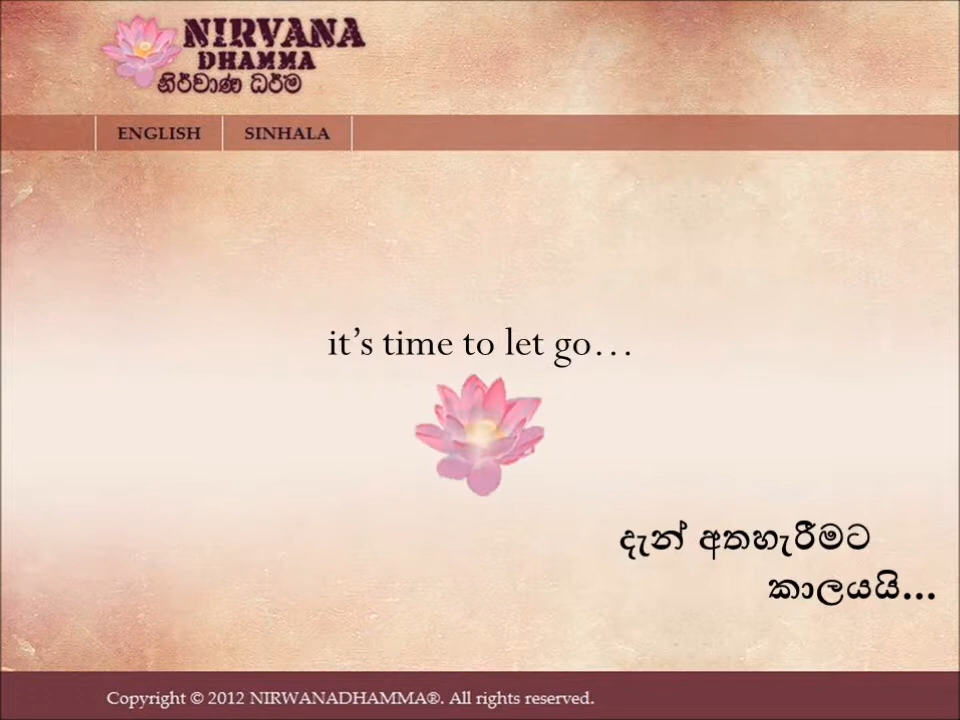 NIRVANA
DHAMMA
නිර්වාණ ධර්ම
ENGLISH SINHALA
it’s time to let go…
දැන් අතහැරීමට
කාලයයි...
Copyright © 2012 NIRWANADHAMMA®. All rights reserved.